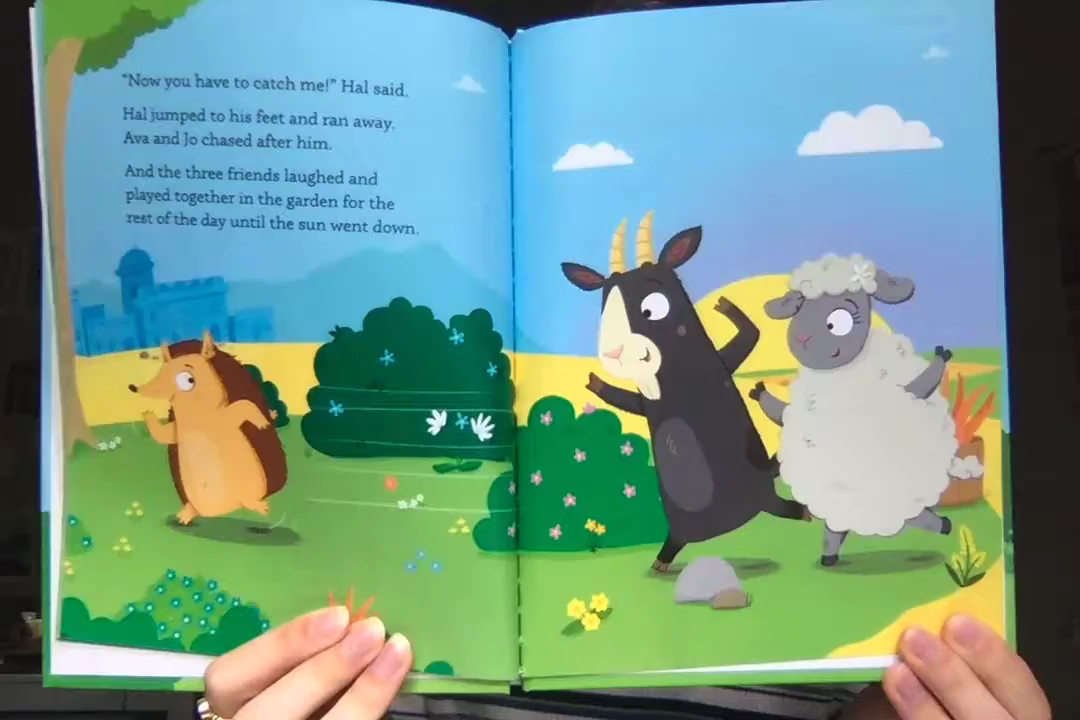 “Now you have to catch me!” Hal said.
Hal jumped to his feet and ran away.
Ava and Jo chased after him.
And the three friends laughed and
played together in the garden for the
rest of the day until the sun went down.